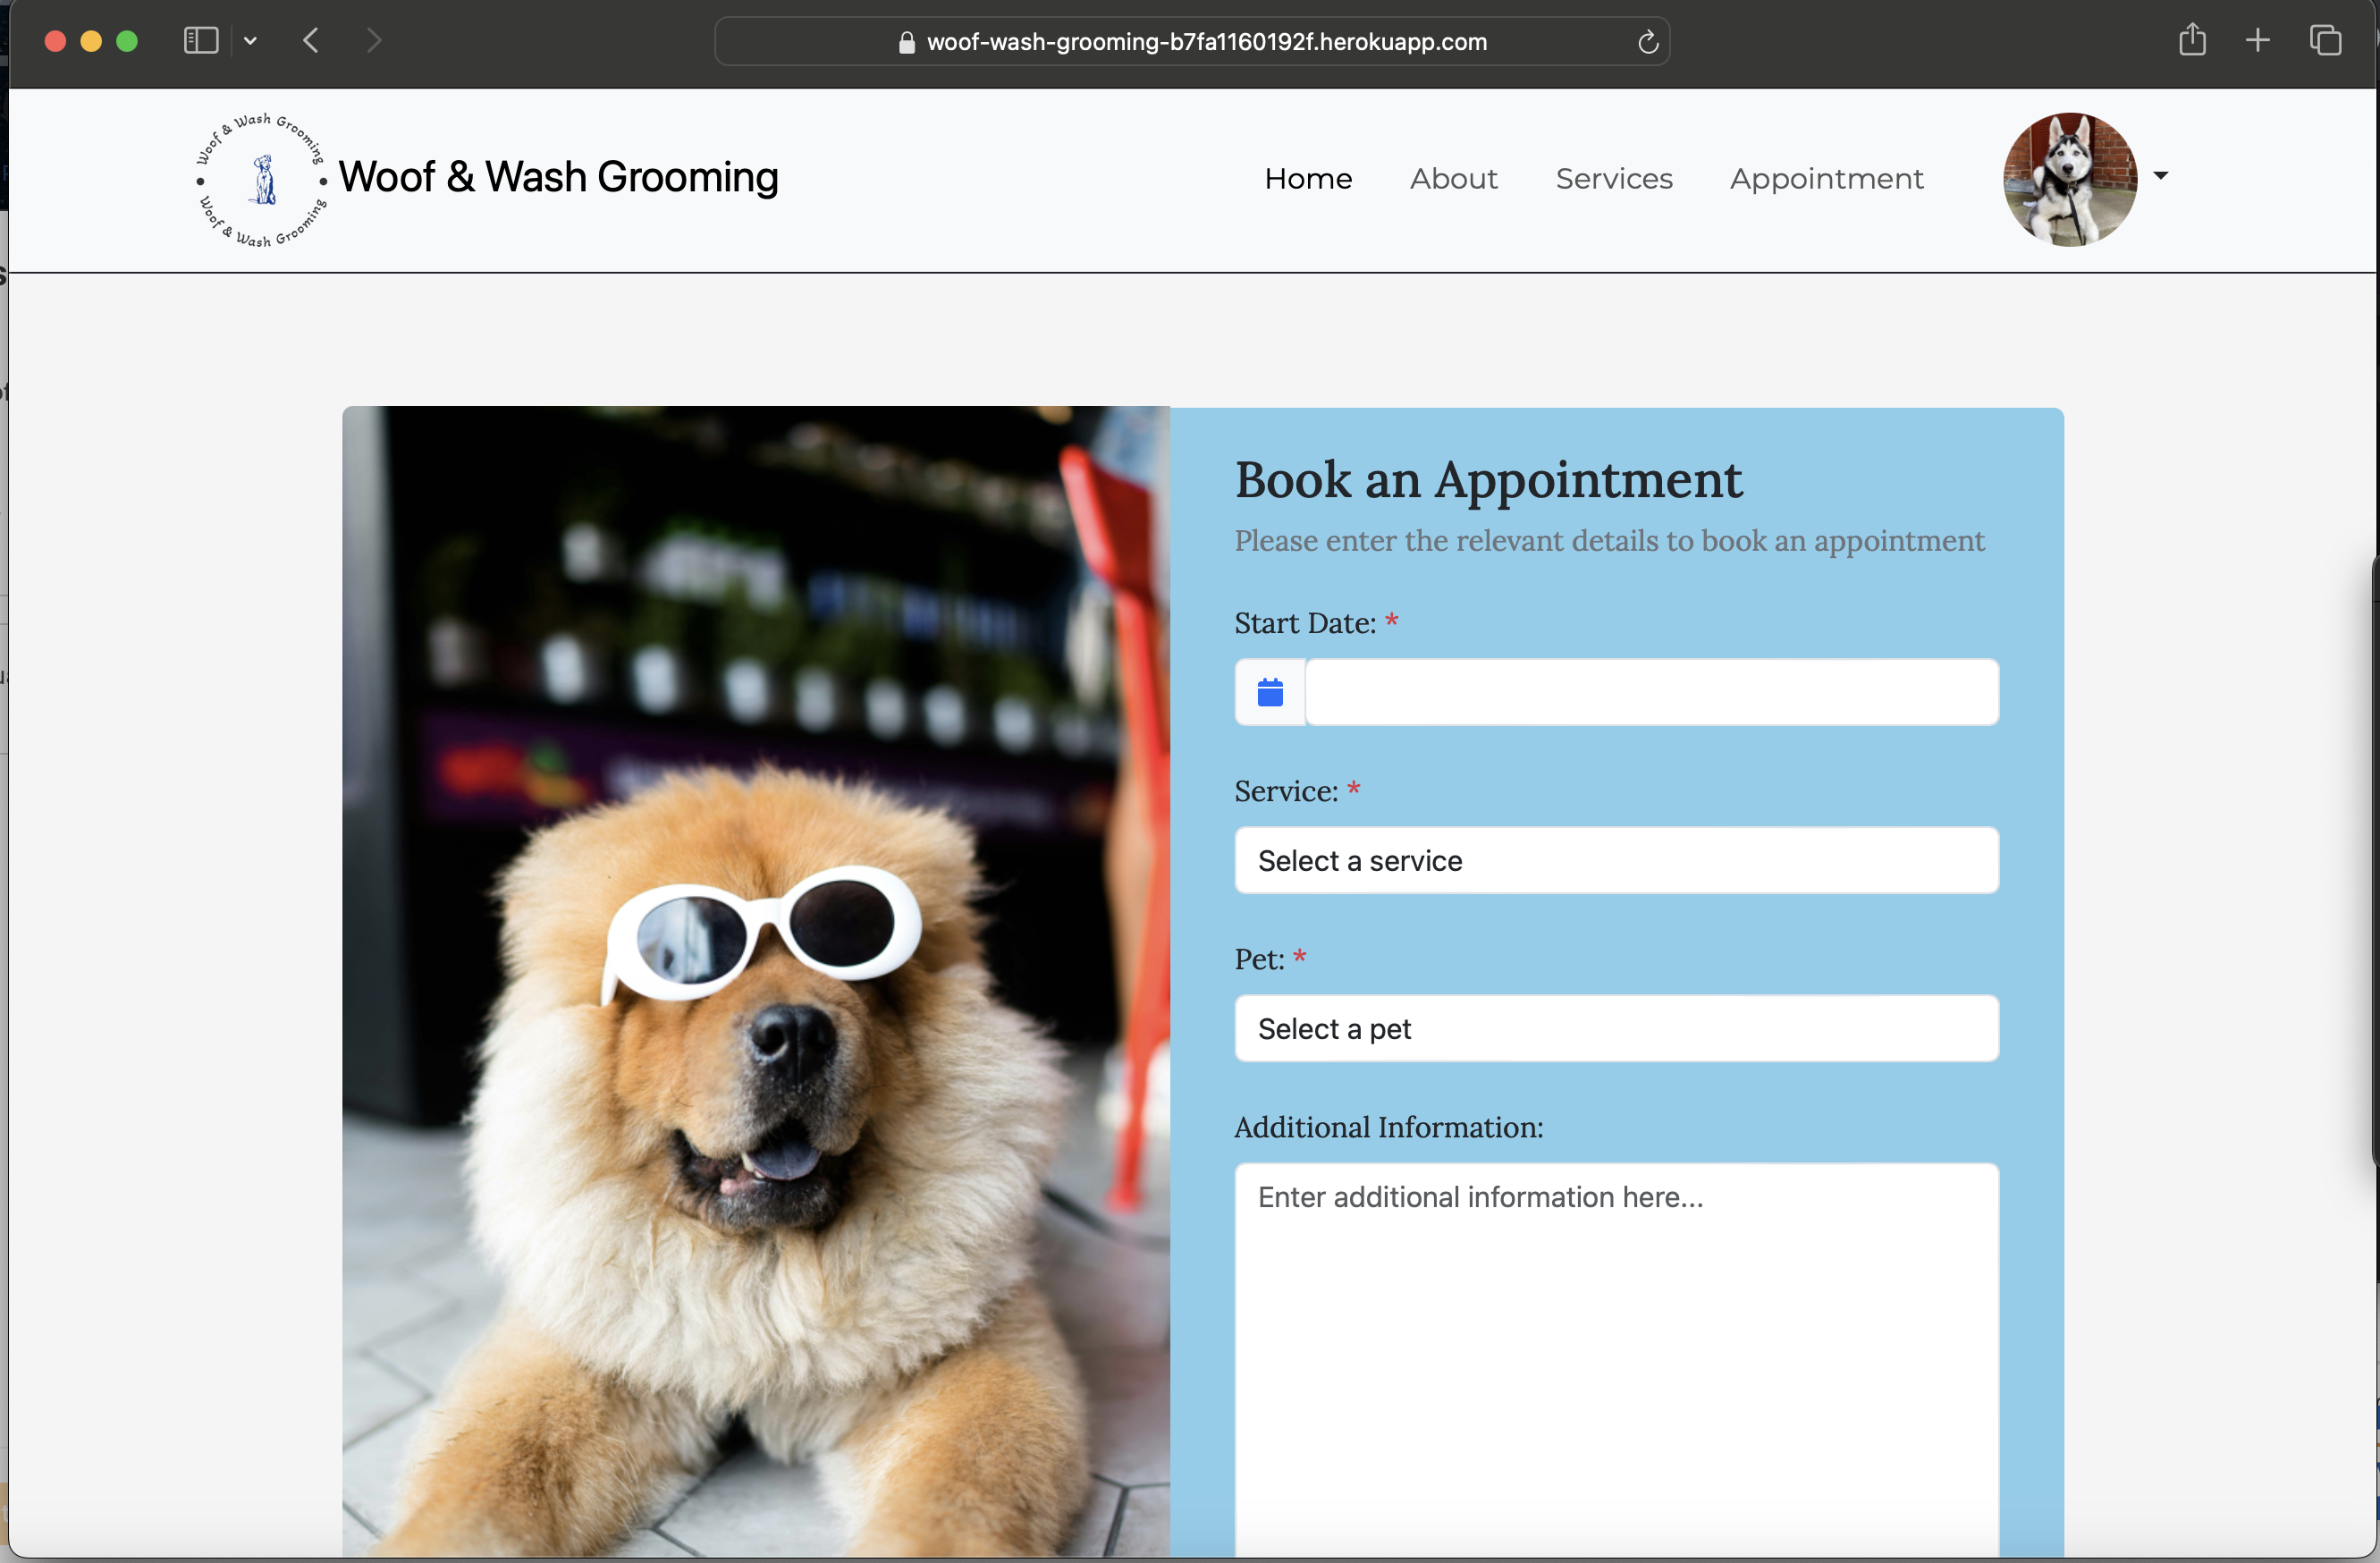 woof-wash-grooming-b7fa1160192f.herokuapp.com
Woof & Wash Grooming
Woof & Wash Grooming
Woof & Wash Grooming
Home
About
Services
Appointment
Book an Appointment
Please enter the relevant details to book an appointment
Start Date: *
Service: *
Select a service
Pet: *
Select a pet
Additional Information:
Enter additional information here...